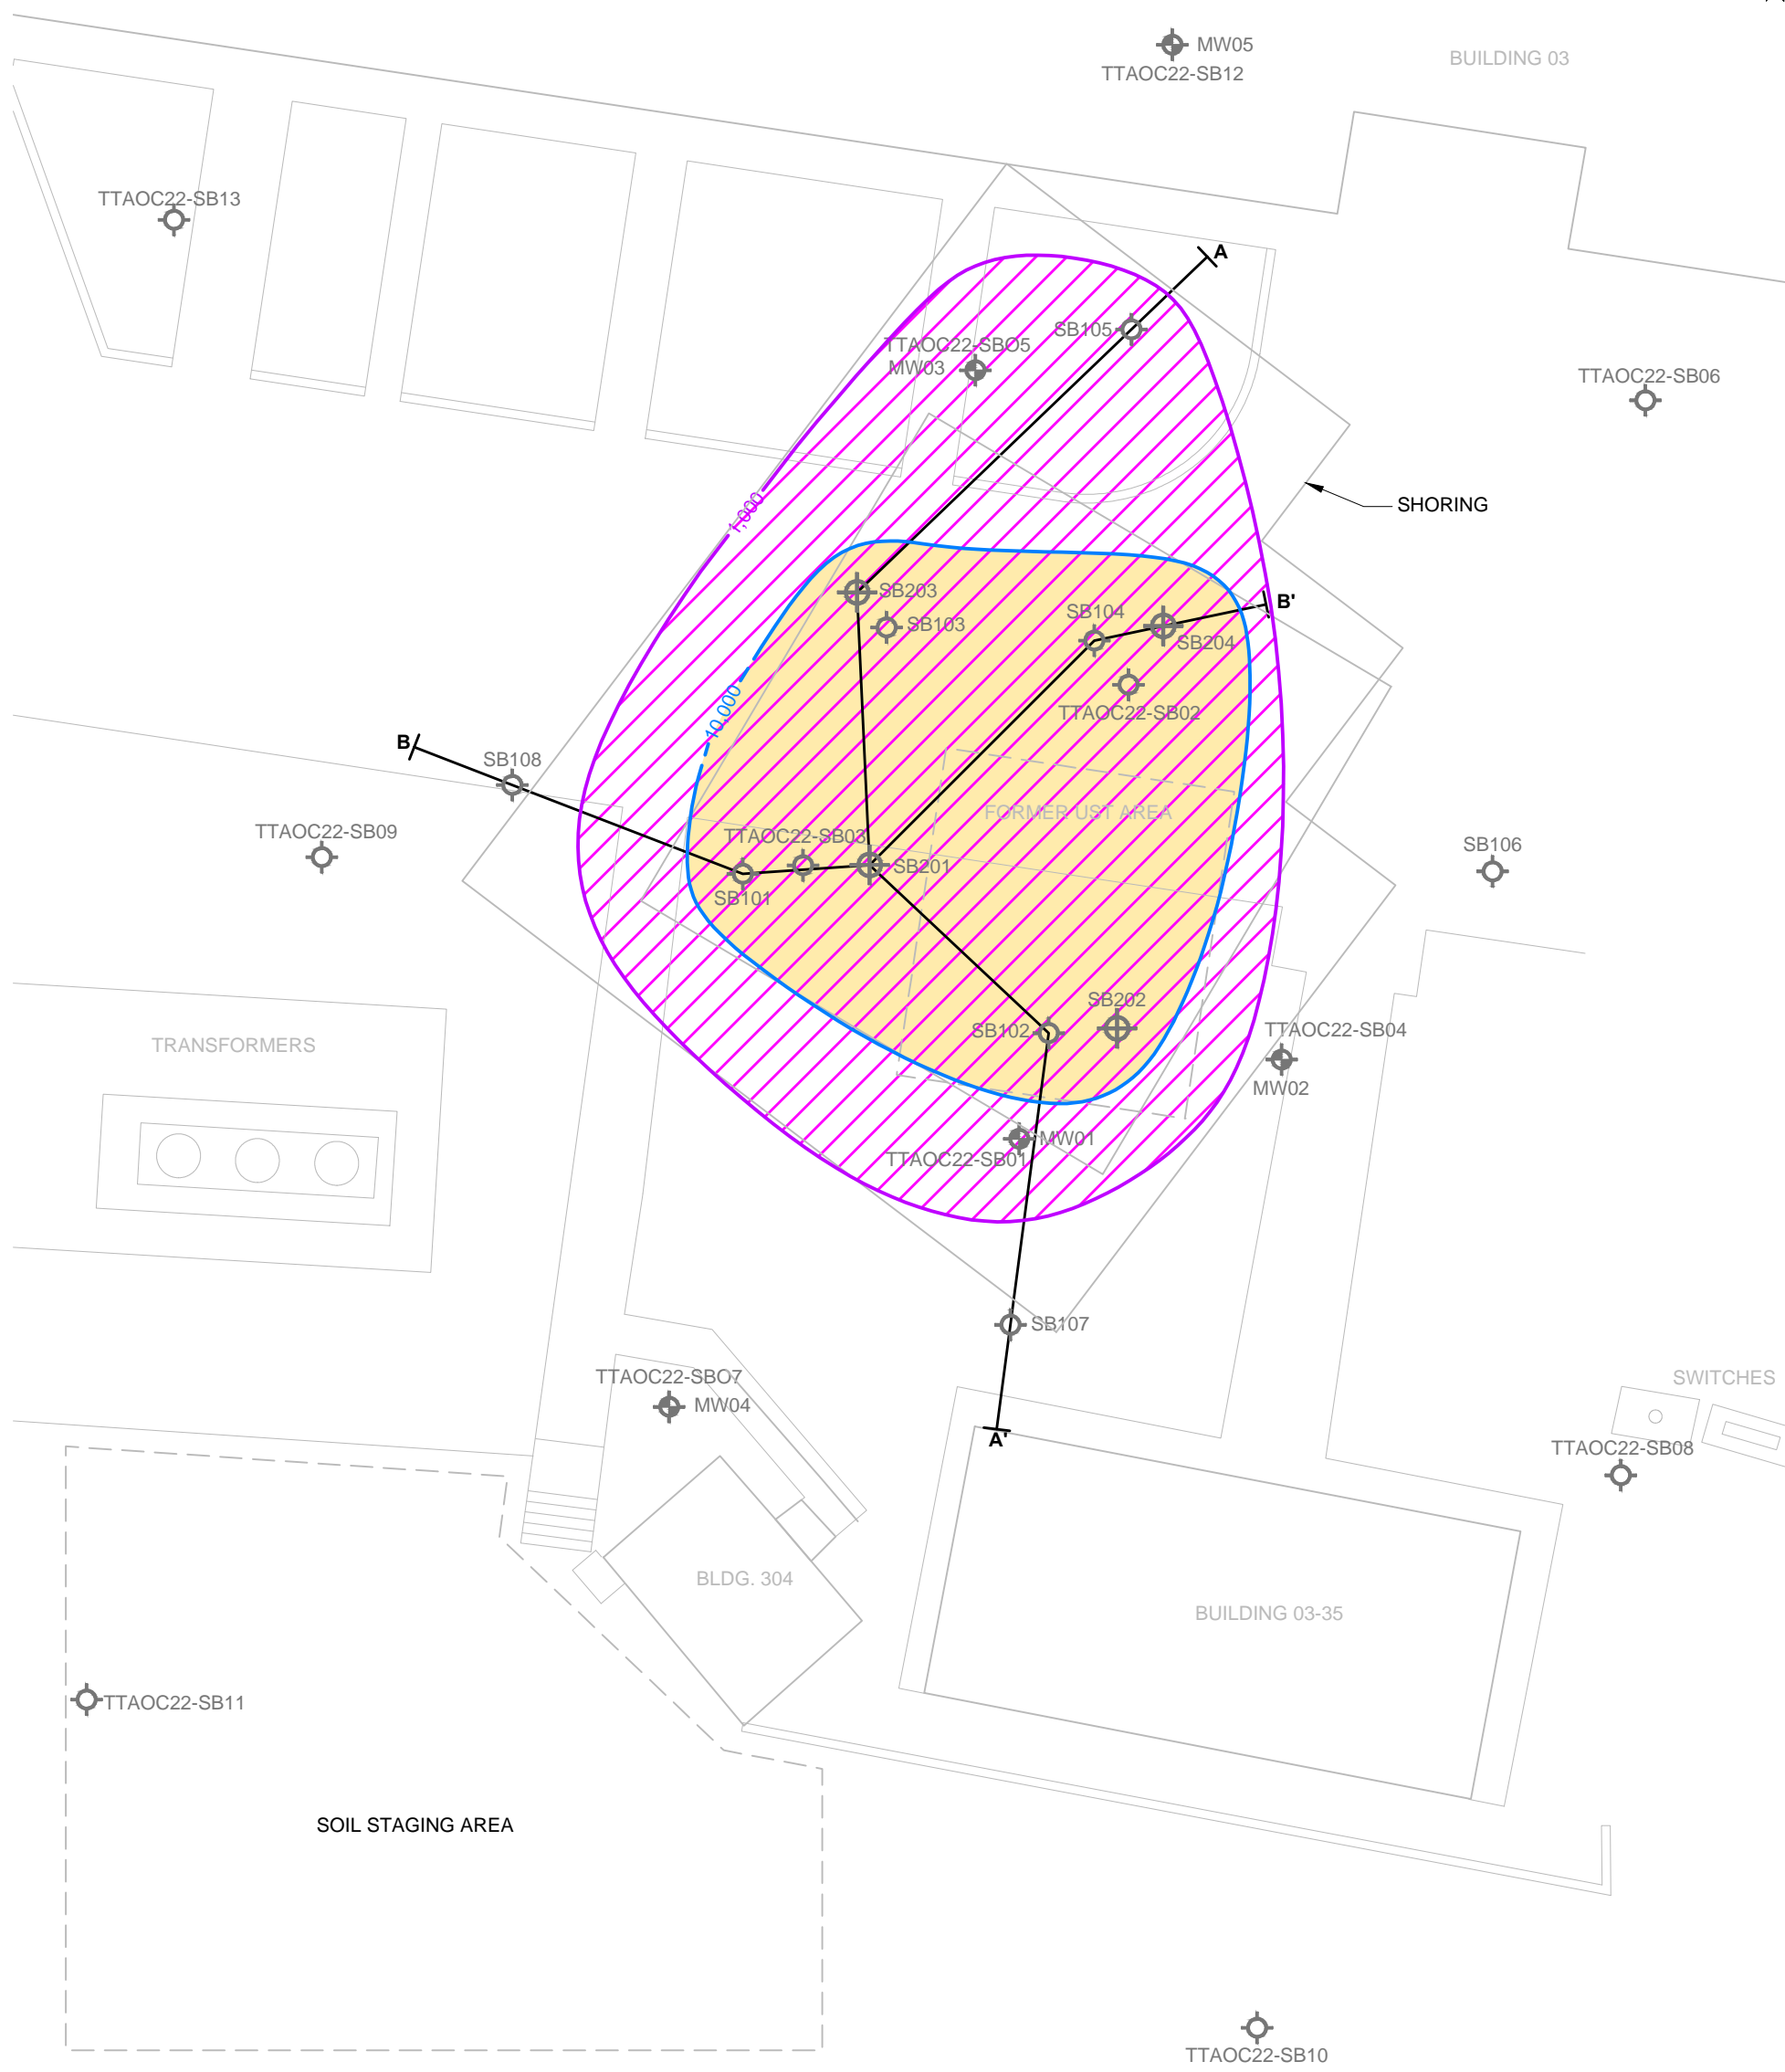 MW05
TTAOC22-SB12
BUILDING 03
TTAOC22-SB13
A
SB105
TTAOC22-SBO5
MW03
TTAOC22-SB06
1,000
SHORING
SB203
SB103
SB104
B'
SB204
10,000
TTAOC22-SB02
B
SB108
FORMER UST AREA
TTAOC22-SB09
TTAOC22-SB03
SB201
SB101
SB106
SB202
SB102
TTAOC22-SB04
MW02
TRANSFORMERS
MW01
TTAOC22-SB01
SB107
TTAOC22-SBO7
MW04
A'
SWITCHES
TTAOC22-SB08
BLDG. 304
BUILDING 03-35
TTAOC22-SB11
SOIL STAGING AREA
TTAOC22-SB10